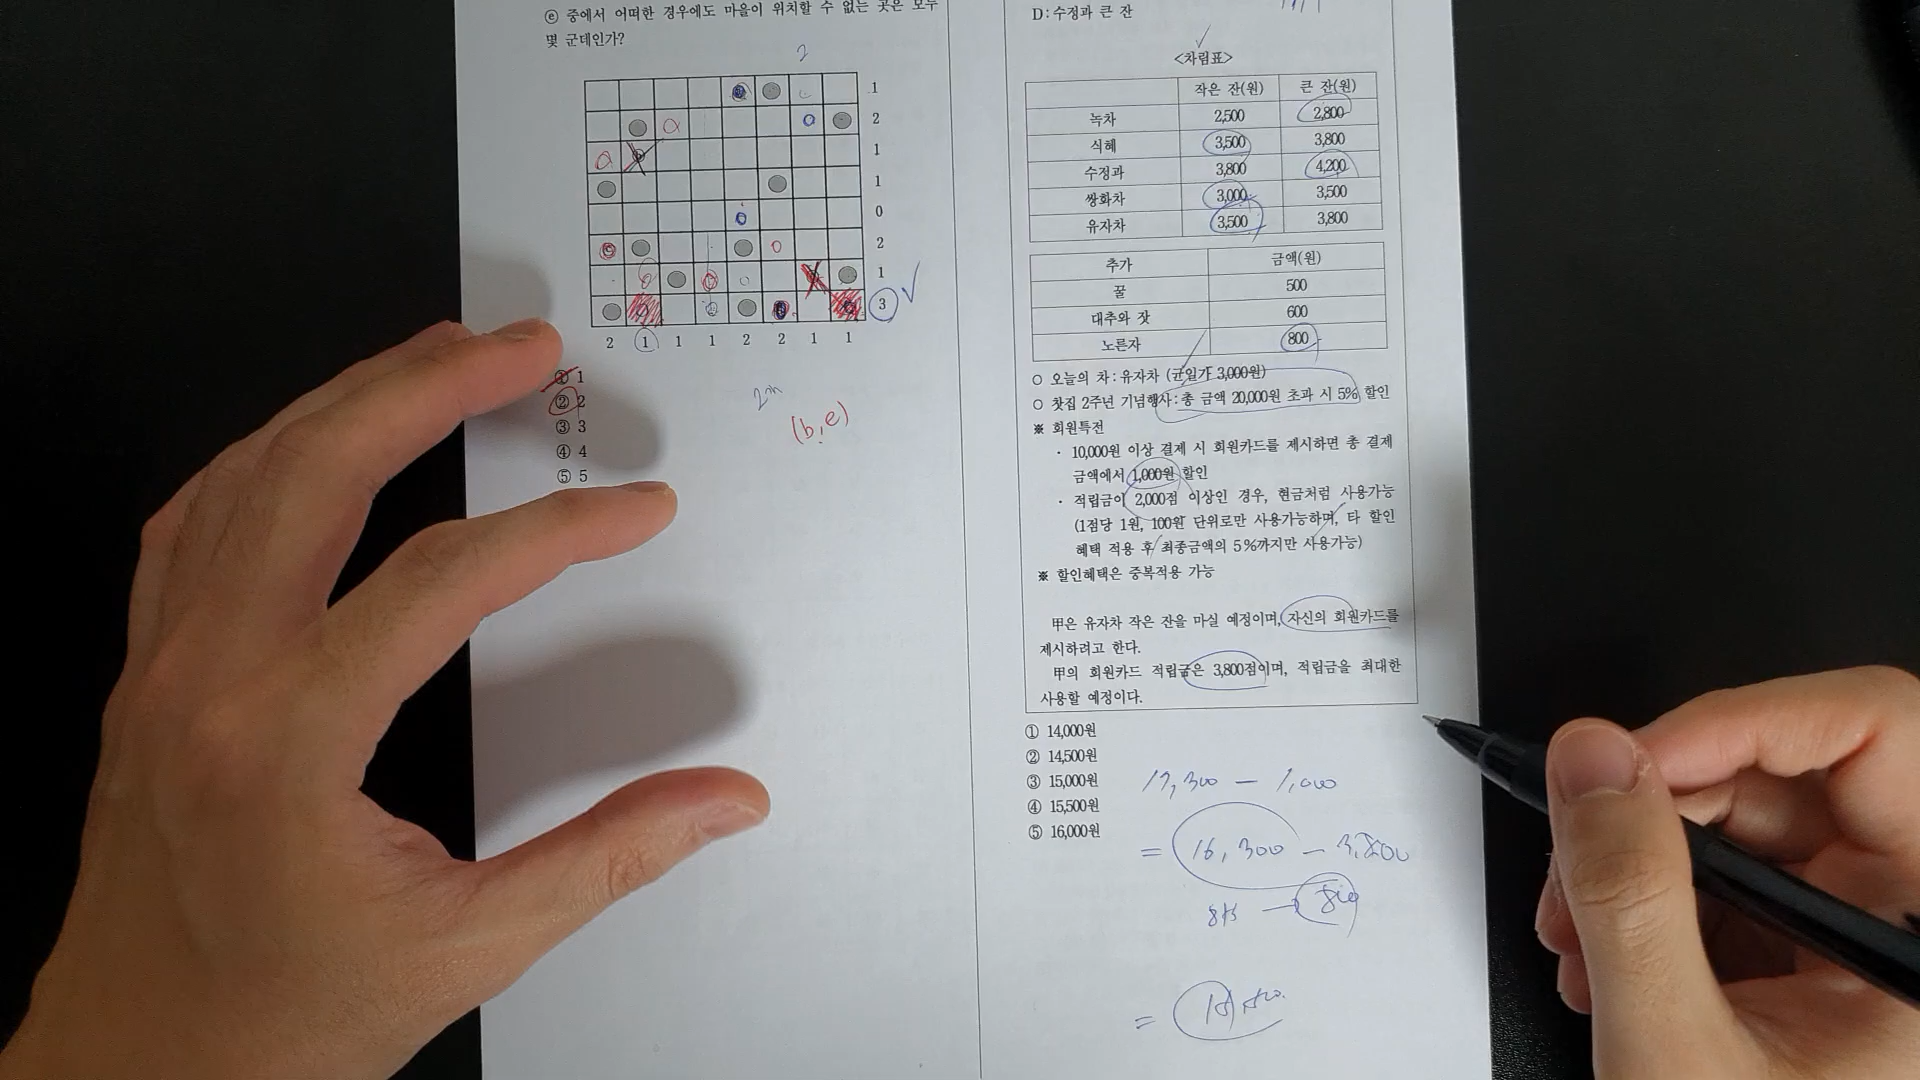 ⓔ 중에서 어떠한 경우에도 마을이 위치할 수 없는 곳은 모두
몇 군데인가?
2
1
2
1
1
0
2
1
3
2 1 1 1 2 2 1 1
① 1
② 2
③ 3
④ 4
⑤ 5
(b, e)
D: 수정과 큰 잔
<차림표>
작은 잔(원) 큰 잔(원)
녹차 2,500 2,800
식혜 3,500 3,800
수정과 3,800 4,200
쌍화차 3,000 3,500
유자차 3,500 3,800
추가 금액(원)
꿀 500
대추와 잣 600
노른자 800
○ 오늘의 차: 유자차 (균일가 3,000원)
○ 찻집 2주년 기념행사: 총 금액 20,000원 초과 시 5% 할인
※ 회원특전
· 10,000원 이상 결제 시 회원카드를 제시하면 총 결제
금액에서 1,000원 할인
· 적립금이 2,000점 이상인 경우, 현금처럼 사용가능
(1점당 1원, 100원 단위로만 사용가능하며, 타 할인
혜택 적용 후 최종금액의 5%까지만 사용가능)
※ 할인혜택은 중복적용 가능
甲은 유자차 작은 잔을 마실 예정이며, 자신의 회원카드를
제시하려고 한다.
甲의 회원카드 적립금은 3,800점이며, 적립금을 최대한
사용할 예정이다.
① 14,000원
② 14,500원
③ 15,000원
④ 15,500원
⑤ 16,000원
17,300 - 1,000
= 16,300 - 3,800
815 → 800
=